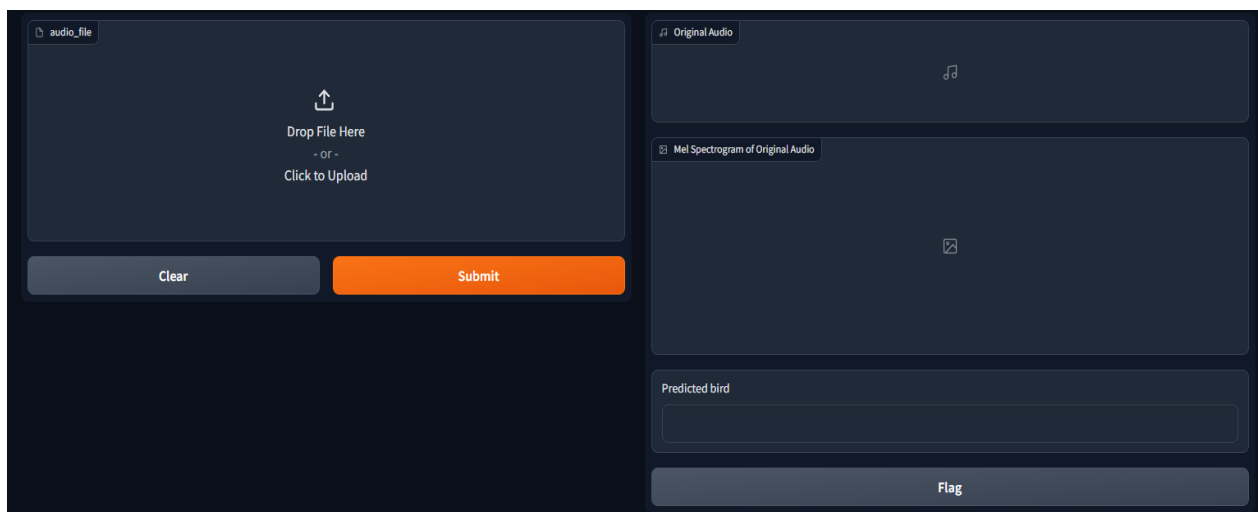 audio_file
Drop File Here
- or -
Click to Upload
Clear
Submit
Original Audio
Mel Spectrogram of Original Audio
Predicted bird
Flag